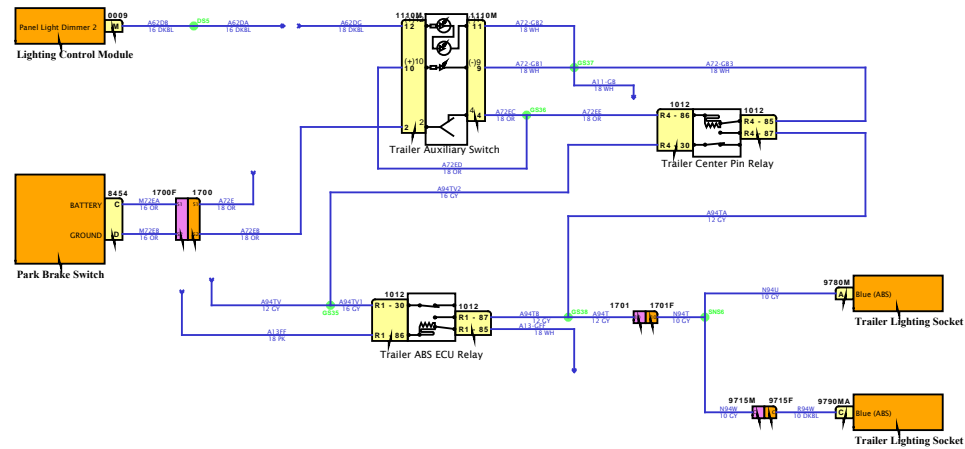 0009
Panel Light Dimmer 2
M
Lighting Control Module
A62DB
16 DKBL
DS5
A62DA
16 DKBL
A62DG
18 DKBL
1110M
1110M
12
11
(+)10
10
(-)9
9
2
2
4
4
Trailer Auxiliary Switch
A72-GB2
18 WH
A72-GB1
18 WH
GS37
A72-GB3
18 WH
A11-G8
18 WH
A72EC
18 OR
GS36
A72EE
18 OR
1012
1012
R4 - 86
R4 - 85
R4 - 87
R4 - 30
Trailer Center Pin Relay
A72ED
18 OR
A94TV2
16 GY
8454
BATTERY
C
GROUND
D
Park Brake Switch
M72EA
16 OR
M72EB
16 OR
1700F
1700
A72E
18 OR
A72EB
18 OR
A94TA
12 GY
A94TV
12 GY
GS35
A94TV1
16 GY
A13FF
18 PK
1012
1012
R1 - 30
R1 - 87
R1 - 85
R1 - 86
Trailer ABS ECU Relay
A94TB
12 GY
A13-GFF
18 WH
GS38
A94T
12 GY
1701
1701F
N94T
10 GY
SN56
N94U
10 GY
9780M
A
Blue (ABS)
Trailer Lighting Socket
N94W
10 GY
9715M
9715F
R94W
10 DKBL
9790MA
C
Blue (ABS)
Trailer Lighting Socket